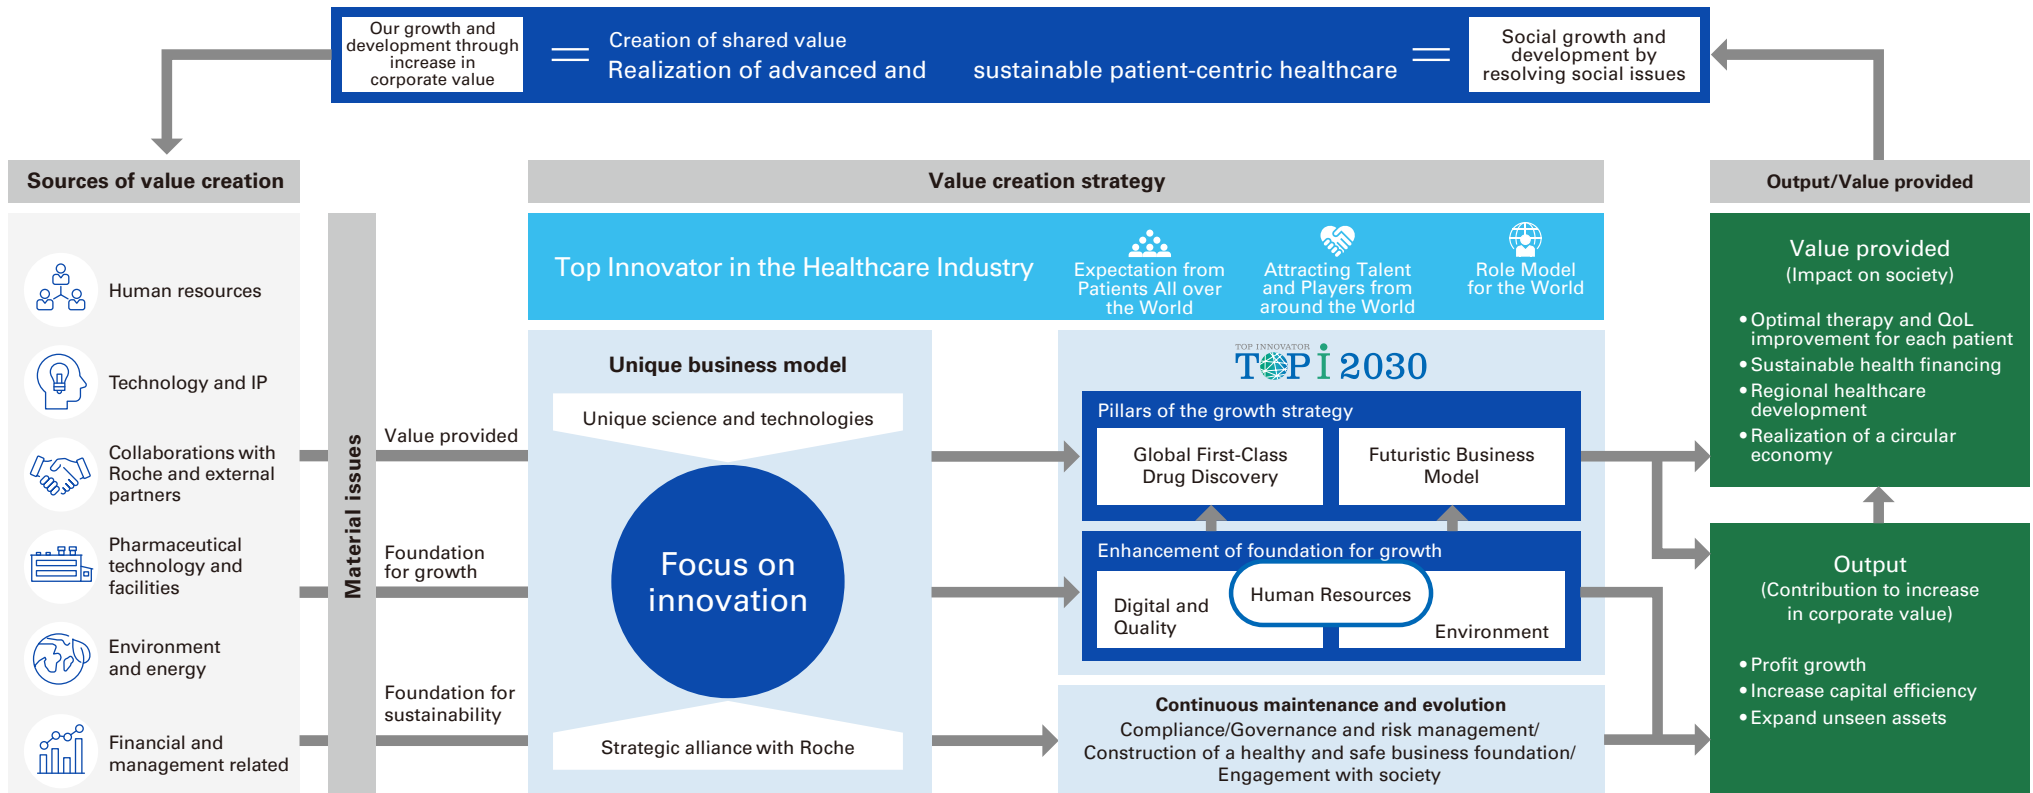 Our growth and
development through
increase in
corporate value
=
Creation of shared value
Realization of advanced and sustainable patient-centric healthcare
=
Social growth and
development by
resolving social issues
Sources of value creation
Human resources
Technology and IP
Collaborations with
Roche and external
partners
Pharmaceutical
technology and
facilities
Environment
and energy
Financial and
management related
Material issues
Value provided
Foundation
for growth
Foundation for
sustainability
Value creation strategy
Top Innovator in the Healthcare Industry
Expectation from
Patients All over
the World
Attracting Talent
and Players from
around the World
Role Model
for the World
Unique business model
Unique science and technologies
Focus on
innovation
Strategic alliance with Roche
TOP INNOVATOR
TOP i 2030
Pillars of the growth strategy
Global First-Class
Drug Discovery
Futuristic Business
Model
Enhancement of foundation for growth
Digital and
Quality
Human Resources
Environment
Continuous maintenance and evolution
Compliance/Governance and risk management/
Construction of a healthy and safe business foundation/
Engagement with society
Output/Value provided
Value provided
(Impact on society)
•Optimal therapy and QoL
improvement for each patient
•Sustainable health financing
•Regional healthcare
development
•Realization of a circular
economy
Output
(Contribution to increase
in corporate value)
•Profit growth
•Increase capital efficiency
•Expand unseen assets